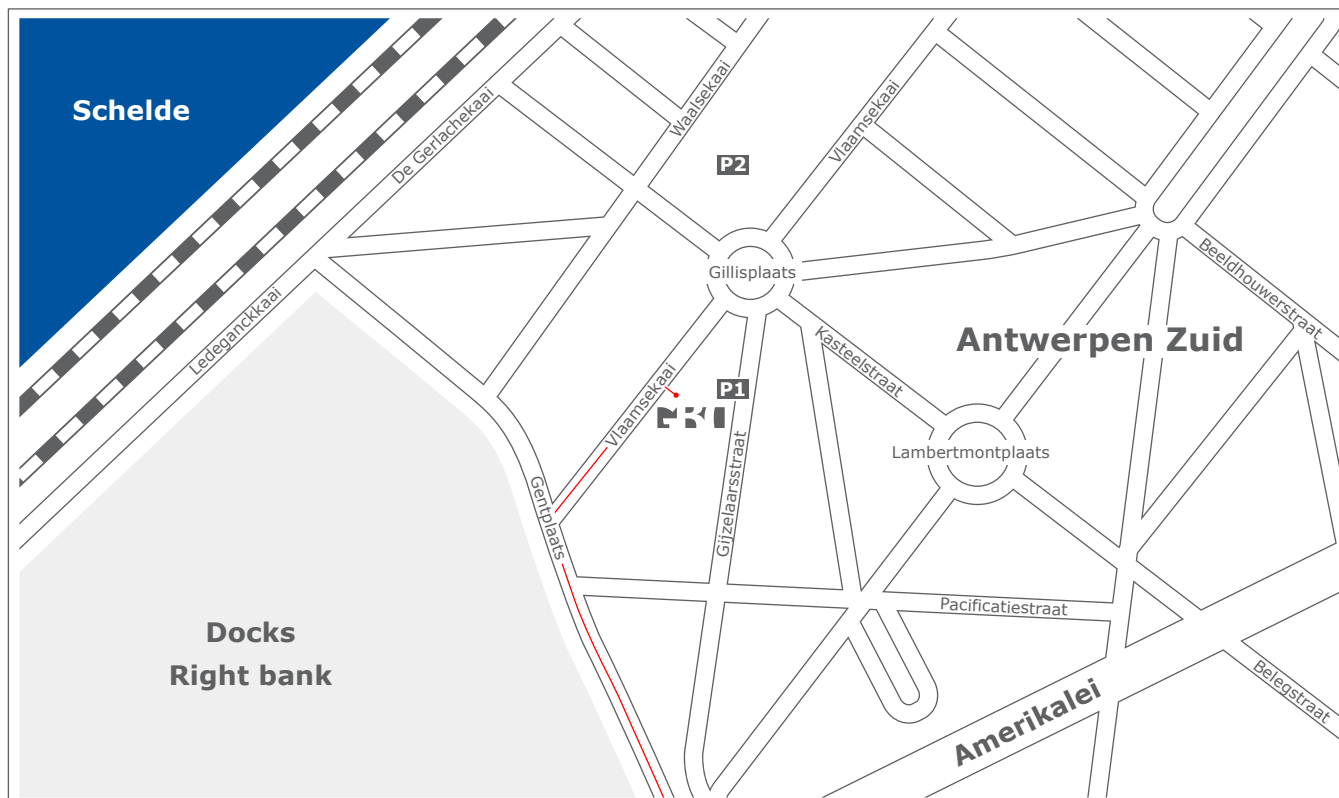 Schelde
De Gerlachekaai
Waalsekaai
Vlaamsekaai
P2
Ledeganckkaai
Gillisplaats
Beeldhouwerstraat
Antwerpen Zuid
Kasteelstraat
Vlaamsekaai
P1
Lambertmontplaats
Gentplaats
Gijzelaarsstraat
Pacificatiestraat
Docks
Right bank
Amerikalei
Belegstraat